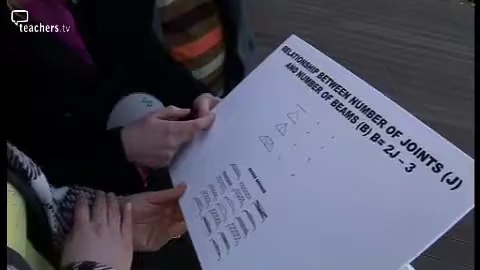 teachers.tv
RELATIONSHIP BETWEEN NUMBER OF JOINTS (J)
AND NUMBER OF BEAMS (B) B= 2J - 3